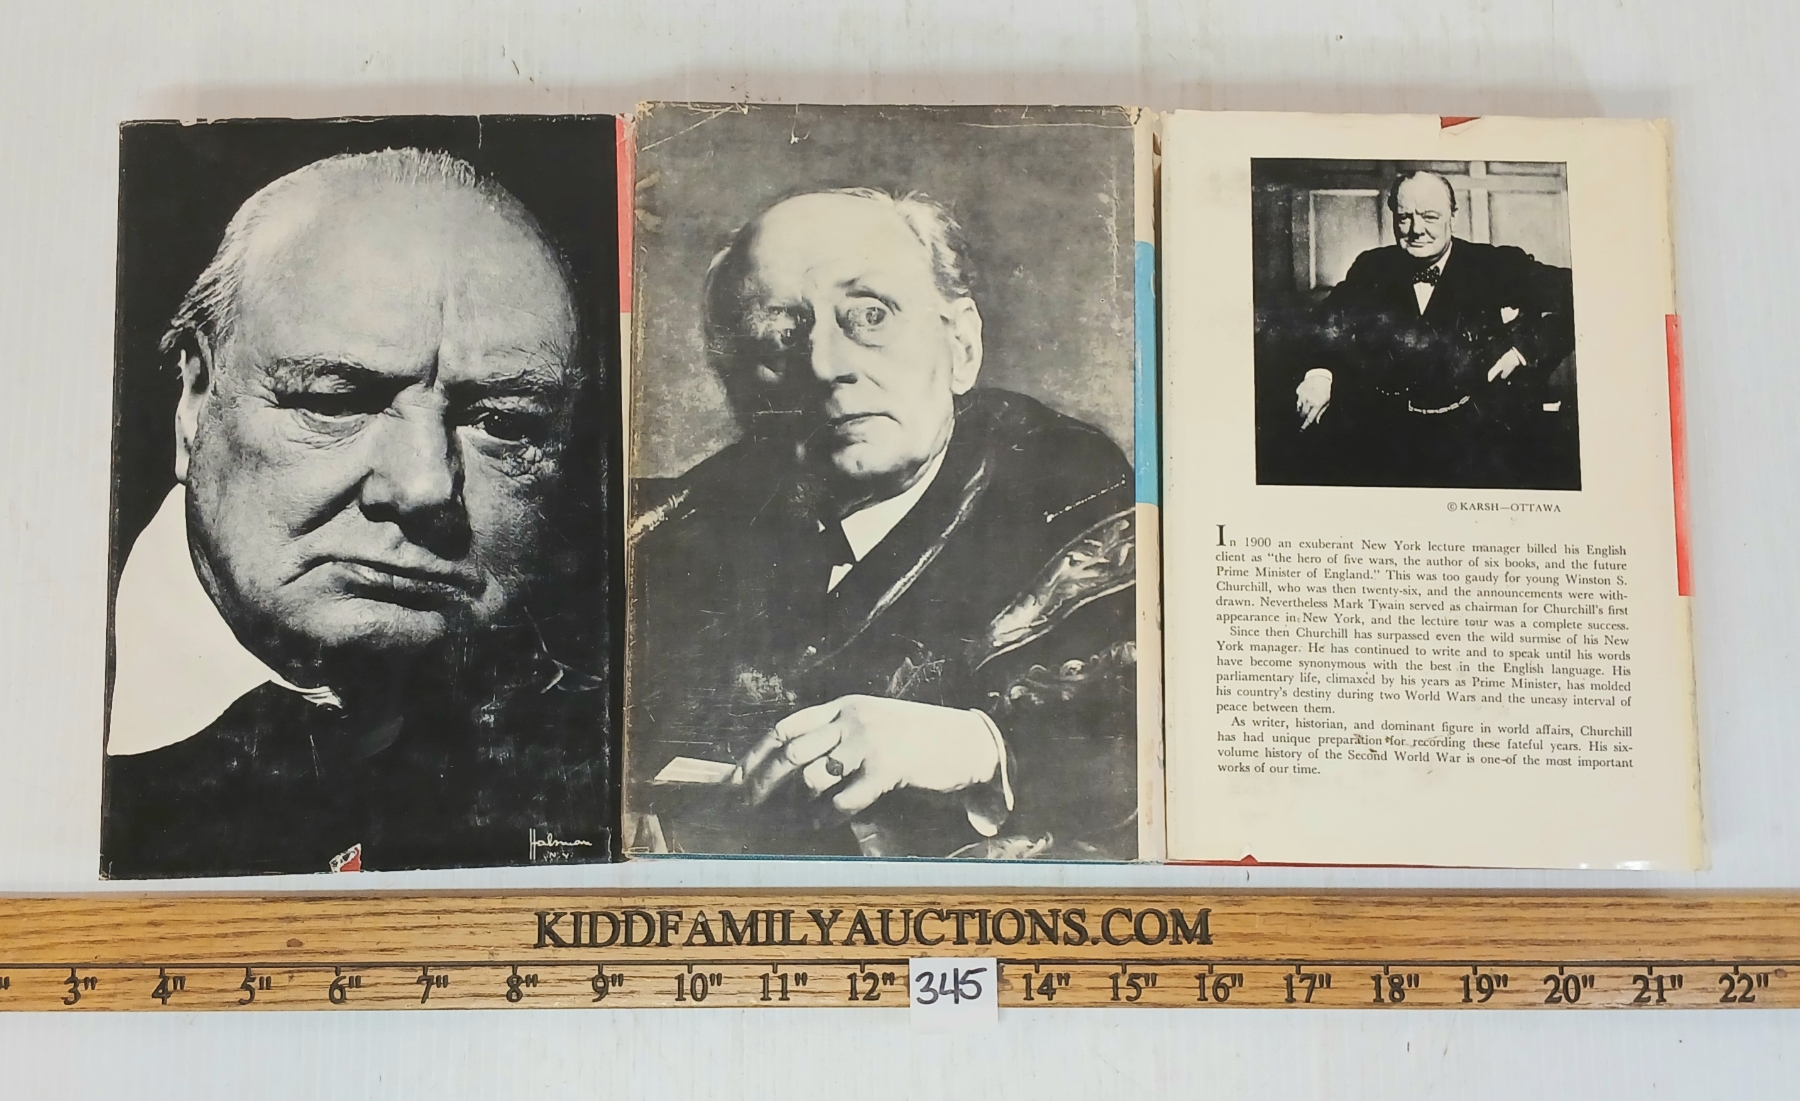 Halsman
N.Y.
© KARSH—OTTAWA
In 1900 an exuberant New York lecture manager billed his English
client as "the hero of five wars, the author of six books, and the future
Prime Minister of England." This was too gaudy for young Winston S.
Churchill, who was then twenty-six, and the announcements were with-
drawn. Nevertheless Mark Twain served as chairman for Churchill's first
appearance in New York, and the lecture tour was a complete success.
Since then Churchill has surpassed even the wild surmise of his New
York manager. He has continued to write and to speak until his words
have become synonymous with the best in the English language. His
parliamentary life, climaxed by his years as Prime Minister, has molded
his country's destiny during two World Wars and the uneasy interval of
peace between them.
As writer, historian, and dominant figure in world affairs, Churchill
has had unique preparation for recording these fateful years. His six-
volume history of the Second World War is one of the most important
works of our time.
KIDDFAMILYAUCTIONS.COM
3" 4" 5" 6" 7" 8" 9" 10" 11" 12" 345 14" 15" 16" 17" 18" 19" 20" 21" 22"